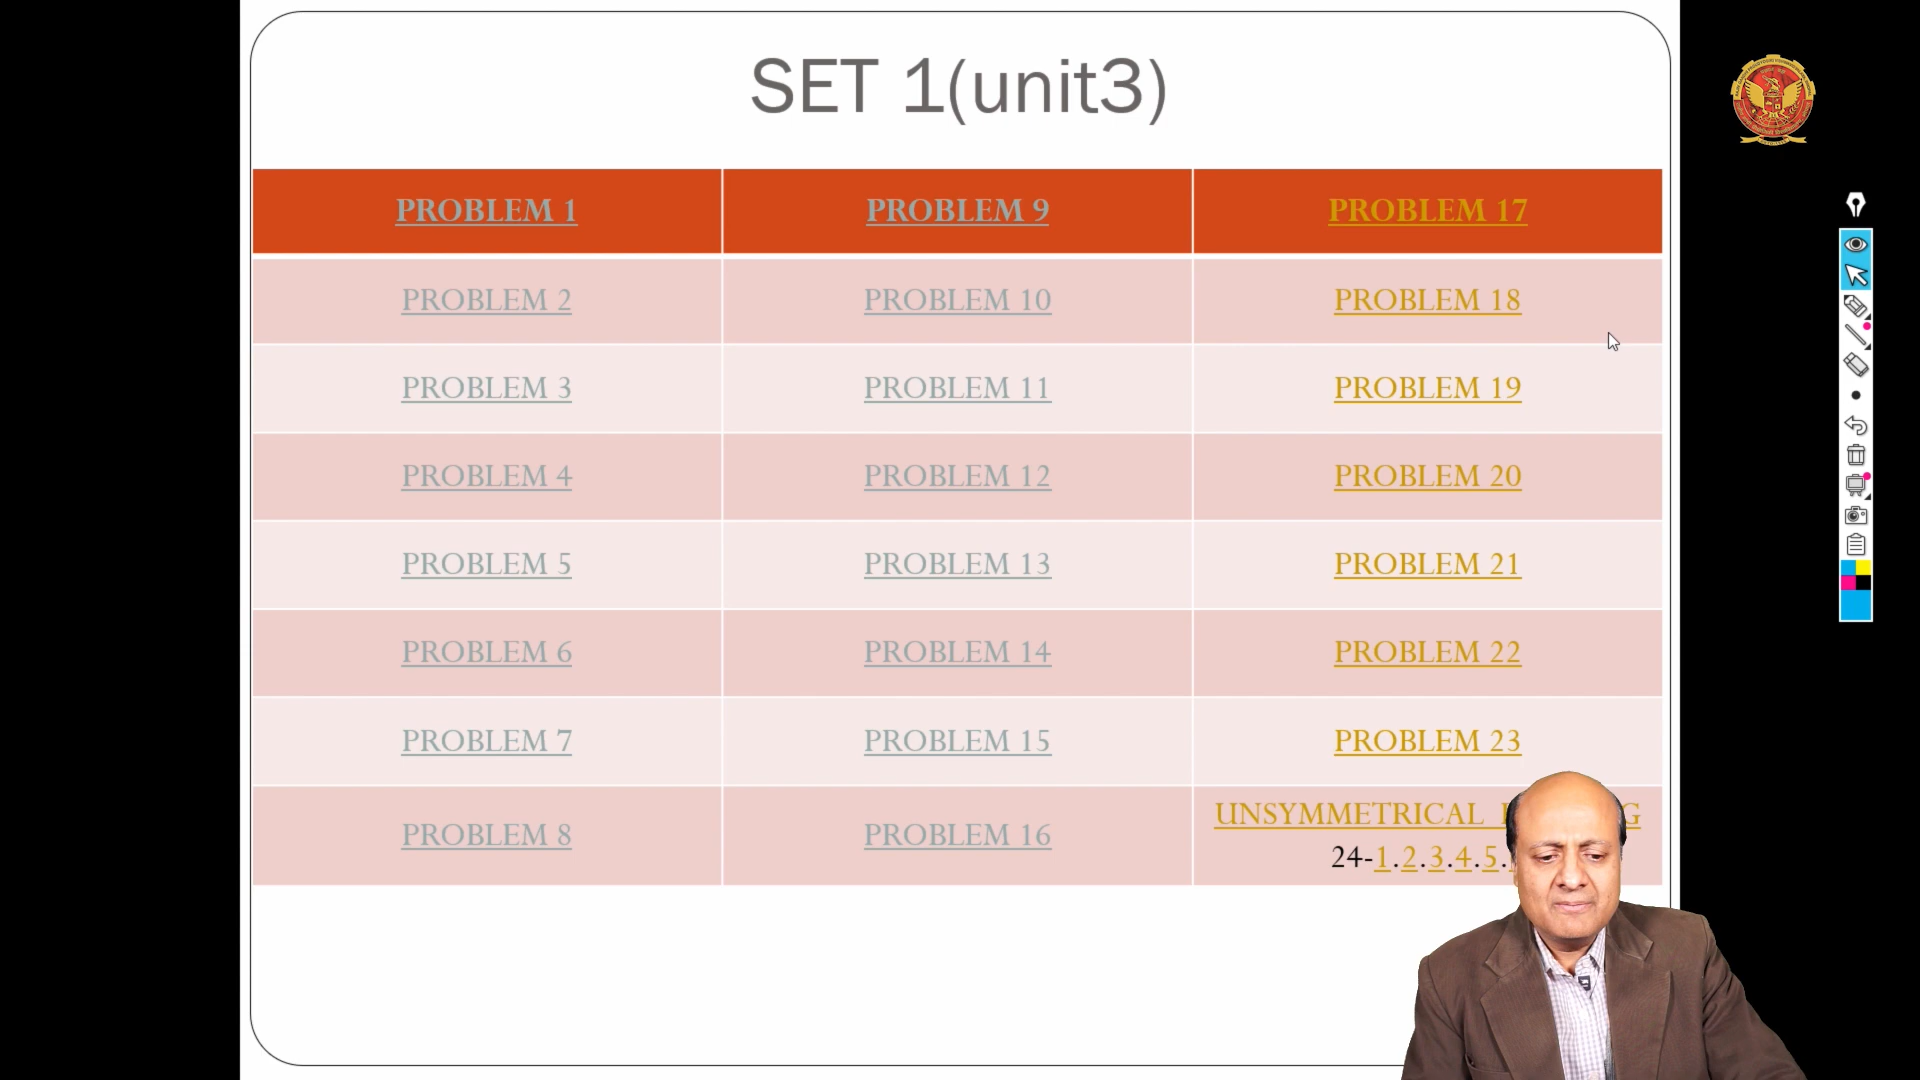 SET 1(unit3)
PROBLEM 1 PROBLEM 9 PROBLEM 17
PROBLEM 2 PROBLEM 10 PROBLEM 18
PROBLEM 3 PROBLEM 11 PROBLEM 19
PROBLEM 4 PROBLEM 12 PROBLEM 20
PROBLEM 5 PROBLEM 13 PROBLEM 21
PROBLEM 6 PROBLEM 14 PROBLEM 22
PROBLEM 7 PROBLEM 15 PROBLEM 23
PROBLEM 8 PROBLEM 16 UNSYMMETRICAL
24-1.2.3.4.5.